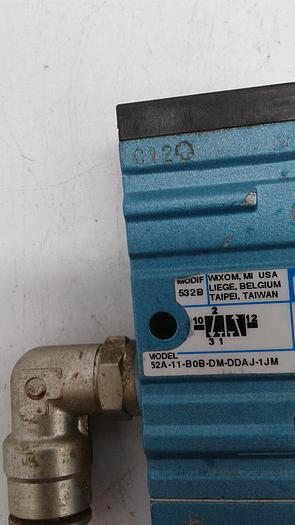 C12
MODIF
532B
WIXOM, MI USA
LIEGE, BELGIUM
TAIPEI, TAIWAN
2
10 12
3 1
MODEL
52A-11-B0B-DM-DDAJ-1JM